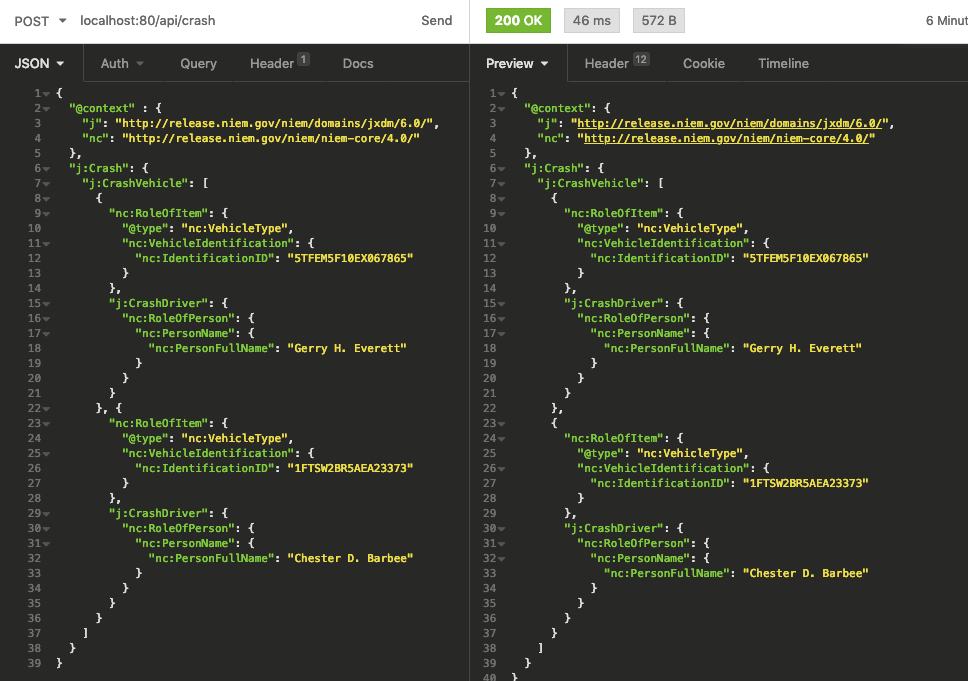 POST localhost:80/api/crash Send
JSON Auth Query Header 1 Docs
1 {
2 "@context" : {
3 "j": "http://release.niem.gov/niem/domains/jxdm/6.0/",
4 "nc": "http://release.niem.gov/niem/niem-core/4.0/"
5 },
6 "j:Crash": {
7 "j:CrashVehicle": [
8 {
9 "nc:RoleOfItem": {
10 "@type": "nc:VehicleType",
11 "nc:VehicleIdentification": {
12 "nc:IdentificationID": "5TFEM5F10EX067865"
13 }
14 },
15 "j:CrashDriver": {
16 "nc:RoleOfPerson": {
17 "nc:PersonName": {
18 "nc:PersonFullName": "Gerry H. Everett"
19 }
20 }
21 }
22 }, {
23 "nc:RoleOfItem": {
24 "@type": "nc:VehicleType",
25 "nc:VehicleIdentification": {
26 "nc:IdentificationID": "1FTSW2BR5AEA23373"
27 }
28 },
29 "j:CrashDriver": {
30 "nc:RoleOfPerson": {
31 "nc:PersonName": {
32 "nc:PersonFullName": "Chester D. Barbee"
33 }
34 }
35 }
36 }
37 ]
38 }
39 }
200 OK 46 ms 572 B 6 Minut
Preview Header 12 Cookie Timeline
1 {
2 "@context": {
3 "j": "http://release.niem.gov/niem/domains/jxdm/6.0/",
4 "nc": "http://release.niem.gov/niem/niem-core/4.0/"
5 },
6 "j:Crash": {
7 "j:CrashVehicle": [
8 {
9 "nc:RoleOfItem": {
10 "@type": "nc:VehicleType",
11 "nc:VehicleIdentification": {
12 "nc:IdentificationID": "5TFEM5F10EX067865"
13 }
14 },
15 "j:CrashDriver": {
16 "nc:RoleOfPerson": {
17 "nc:PersonName": {
18 "nc:PersonFullName": "Gerry H. Everett"
19 }
20 }
21 }
22 },
23 {
24 "nc:RoleOfItem": {
25 "@type": "nc:VehicleType",
26 "nc:VehicleIdentification": {
27 "nc:IdentificationID": "1FTSW2BR5AEA23373"
28 }
29 },
30 "j:CrashDriver": {
31 "nc:RoleOfPerson": {
32 "nc:PersonName": {
33 "nc:PersonFullName": "Chester D. Barbee"
34 }
35 }
36 }
37 }
38 ]
39 }
40 }